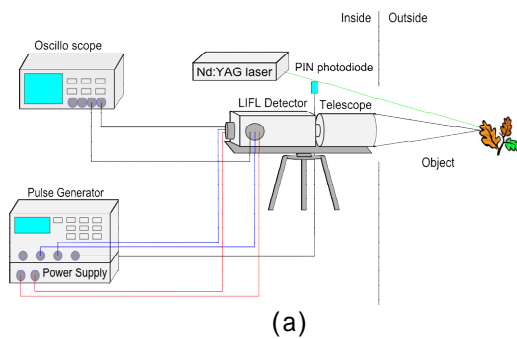 Inside Outside
Oscillo scope
Nd:YAG laser
PIN photodiode
LIFL Detector Telescope
Object
Pulse Generator
Power Supply
(a)